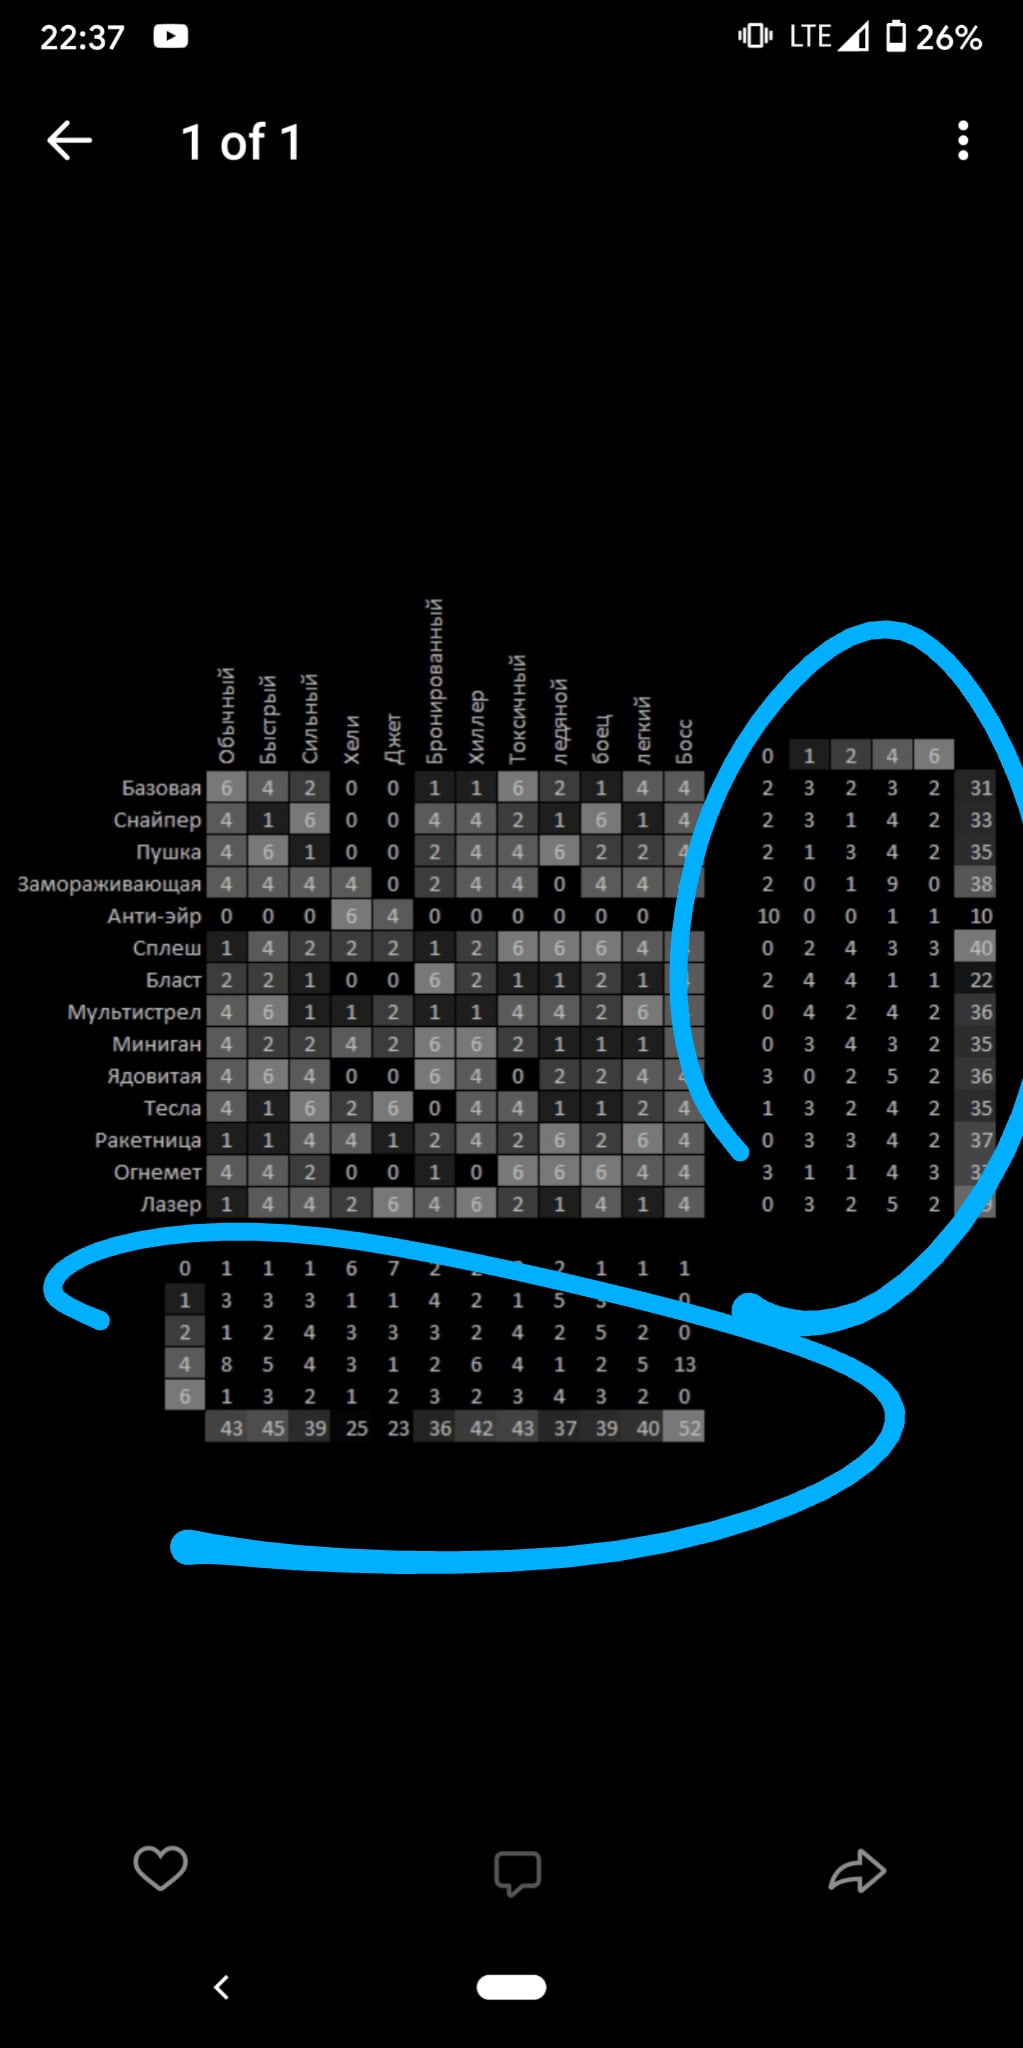 22:37 LTE 26%
1 of 1
Обычный Быстрый Сильный Хели Джет Бронированный Хиллер Токсичный ледяной боец легкий Босс
0 1 2 4 6
Базовая 6 4 2 0 0 1 1 6 2 1 4 4 2 3 2 3 2 31
Снайпер 4 1 6 0 0 4 4 2 1 6 1 4 2 3 1 4 2 33
Пушка 4 6 1 0 0 2 4 4 6 2 2 4 2 1 3 4 2 35
Замораживающая 4 4 4 4 0 2 4 4 0 4 4 2 0 1 9 0 38
Анти-эйр 0 0 0 6 4 0 0 0 0 0 0 10 0 0 1 1 10
Сплеш 1 4 2 2 2 1 2 6 6 6 4 0 2 4 3 3 40
Бласт 2 2 1 0 0 6 2 1 1 2 1 2 4 4 1 1 22
Мультистрел 4 6 1 1 2 1 1 4 4 2 6 0 4 2 4 2 36
Миниган 4 2 2 4 2 6 6 2 1 1 1 0 3 4 3 2 35
Ядовитая 4 6 4 0 0 6 4 0 2 2 4 4 3 0 2 5 2 36
Тесла 4 1 6 2 6 0 4 4 1 1 2 4 1 3 2 4 2 35
Ракетница 1 1 4 4 1 2 4 2 6 2 6 4 0 3 3 4 2 37
Огнемет 4 4 2 0 0 1 0 6 6 6 4 4 3 1 1 4 3
Лазер 1 4 4 2 6 4 6 2 1 4 1 4 0 3 2 5 2
0 1 1 1 6 7 2 2 2 1 1 1
1 3 3 3 1 1 4 2 1 5 0
2 1 2 4 3 3 3 2 4 2 5 2 0
4 8 5 4 3 1 2 6 4 1 2 5 13
6 1 3 2 1 2 3 2 3 4 3 2 0
43 45 39 25 23 36 42 43 37 39 40 52